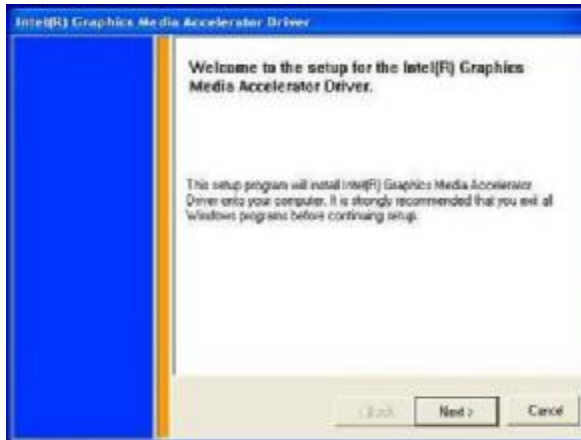 Intel(R) Graphics Media Accelerator Driver
Welcome to the setup for the Intel(R) Graphics
Media Accelerator Driver.
This setup program will install Intel(R) Graphics Media Accelerator
Driver onto your computer. It is strongly recommended that you exit all
Windows programs before continuing setup.
< Back Next > Cancel